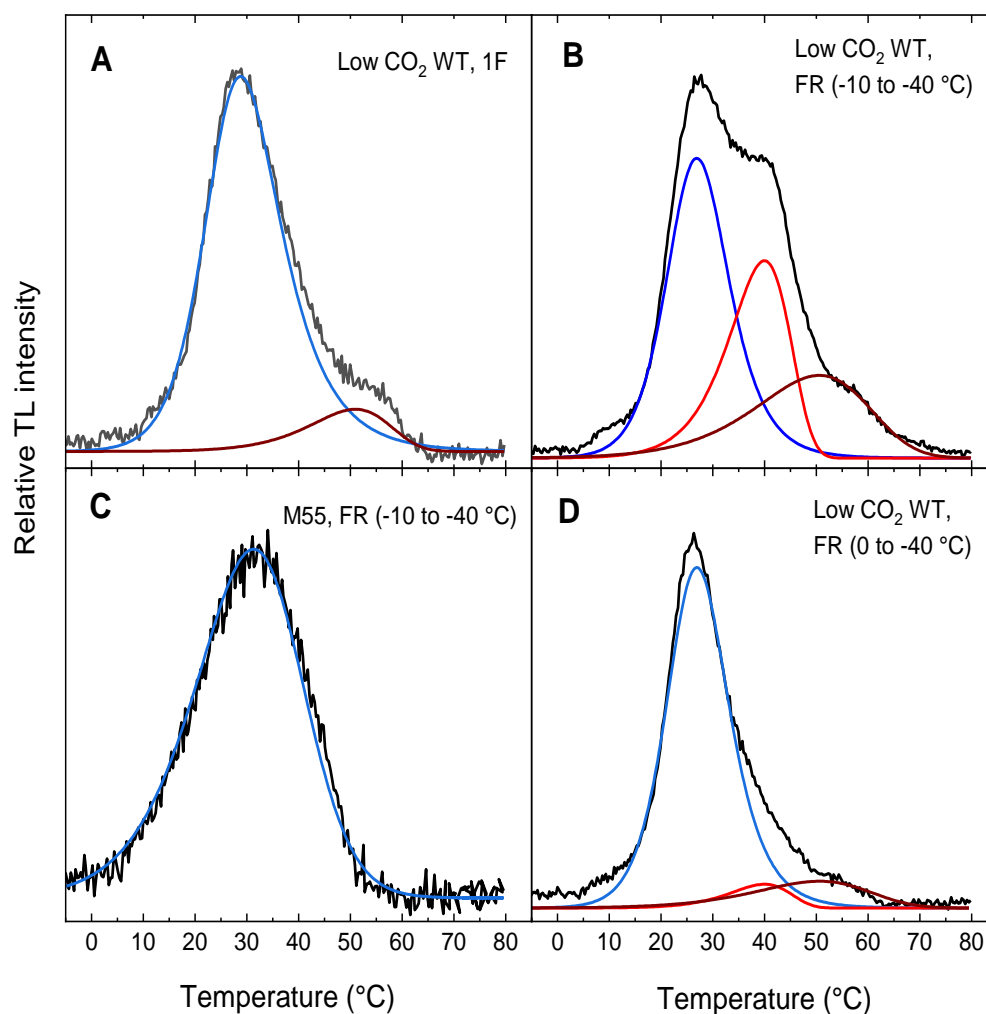 A
Low CO₂ WT, 1F
B
Low CO₂ WT,
FR (-10 to -40 °C)
C
M55, FR (-10 to -40 °C)
D
Low CO₂ WT,
FR (0 to -40 °C)
Relative TL intensity
0 10 20 30 40 50 60 70 80
0 10 20 30 40 50 60 70 80
Temperature (°C)
Temperature (°C)